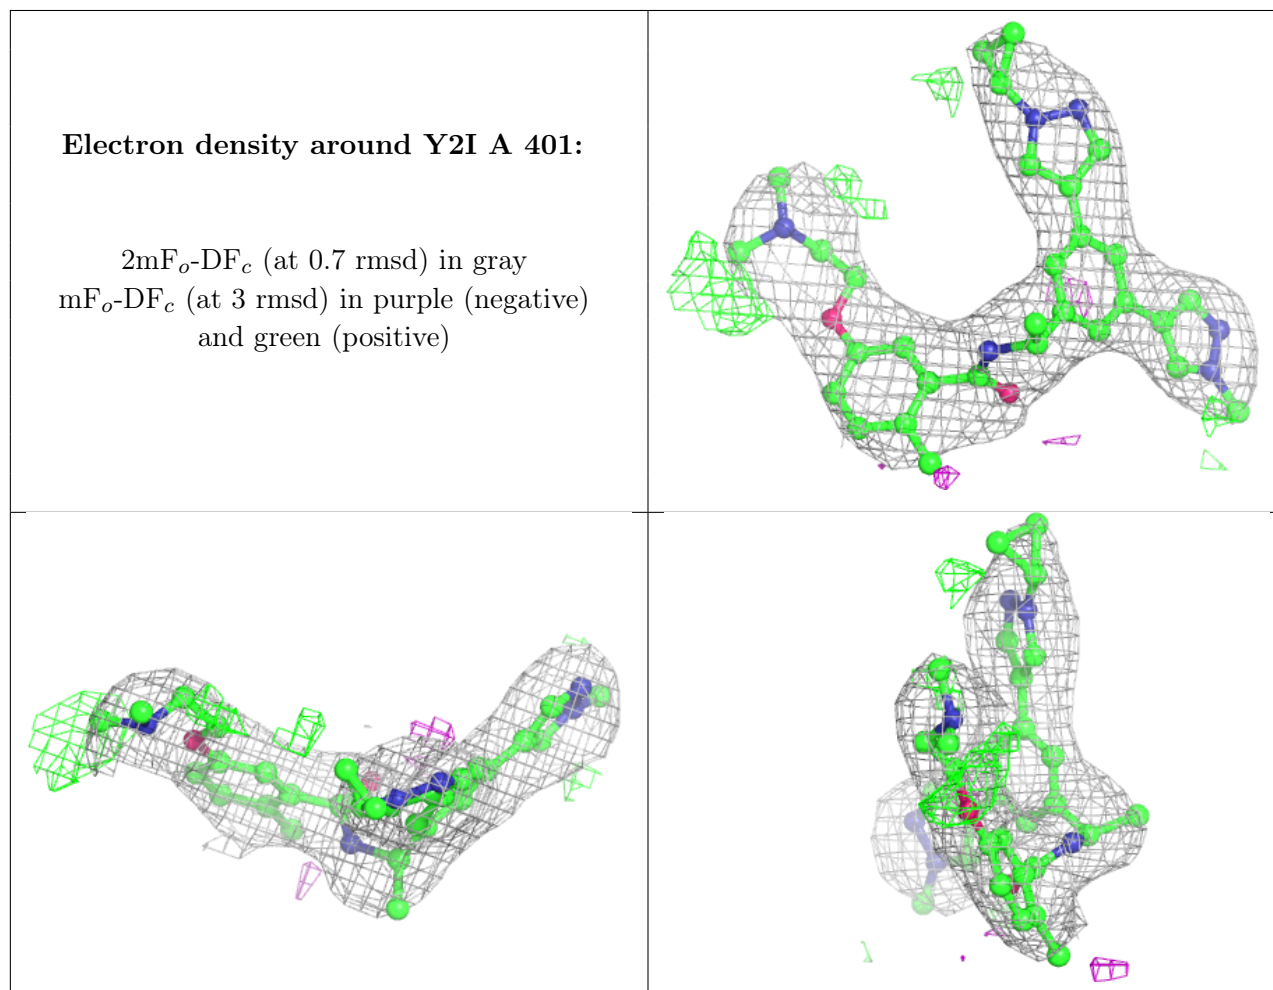 Electron density around Y2I A 401:
2mFo-DFc (at 0.7 rmsd) in gray
mFo-DFc (at 3 rmsd) in purple (negative)
and green (positive)